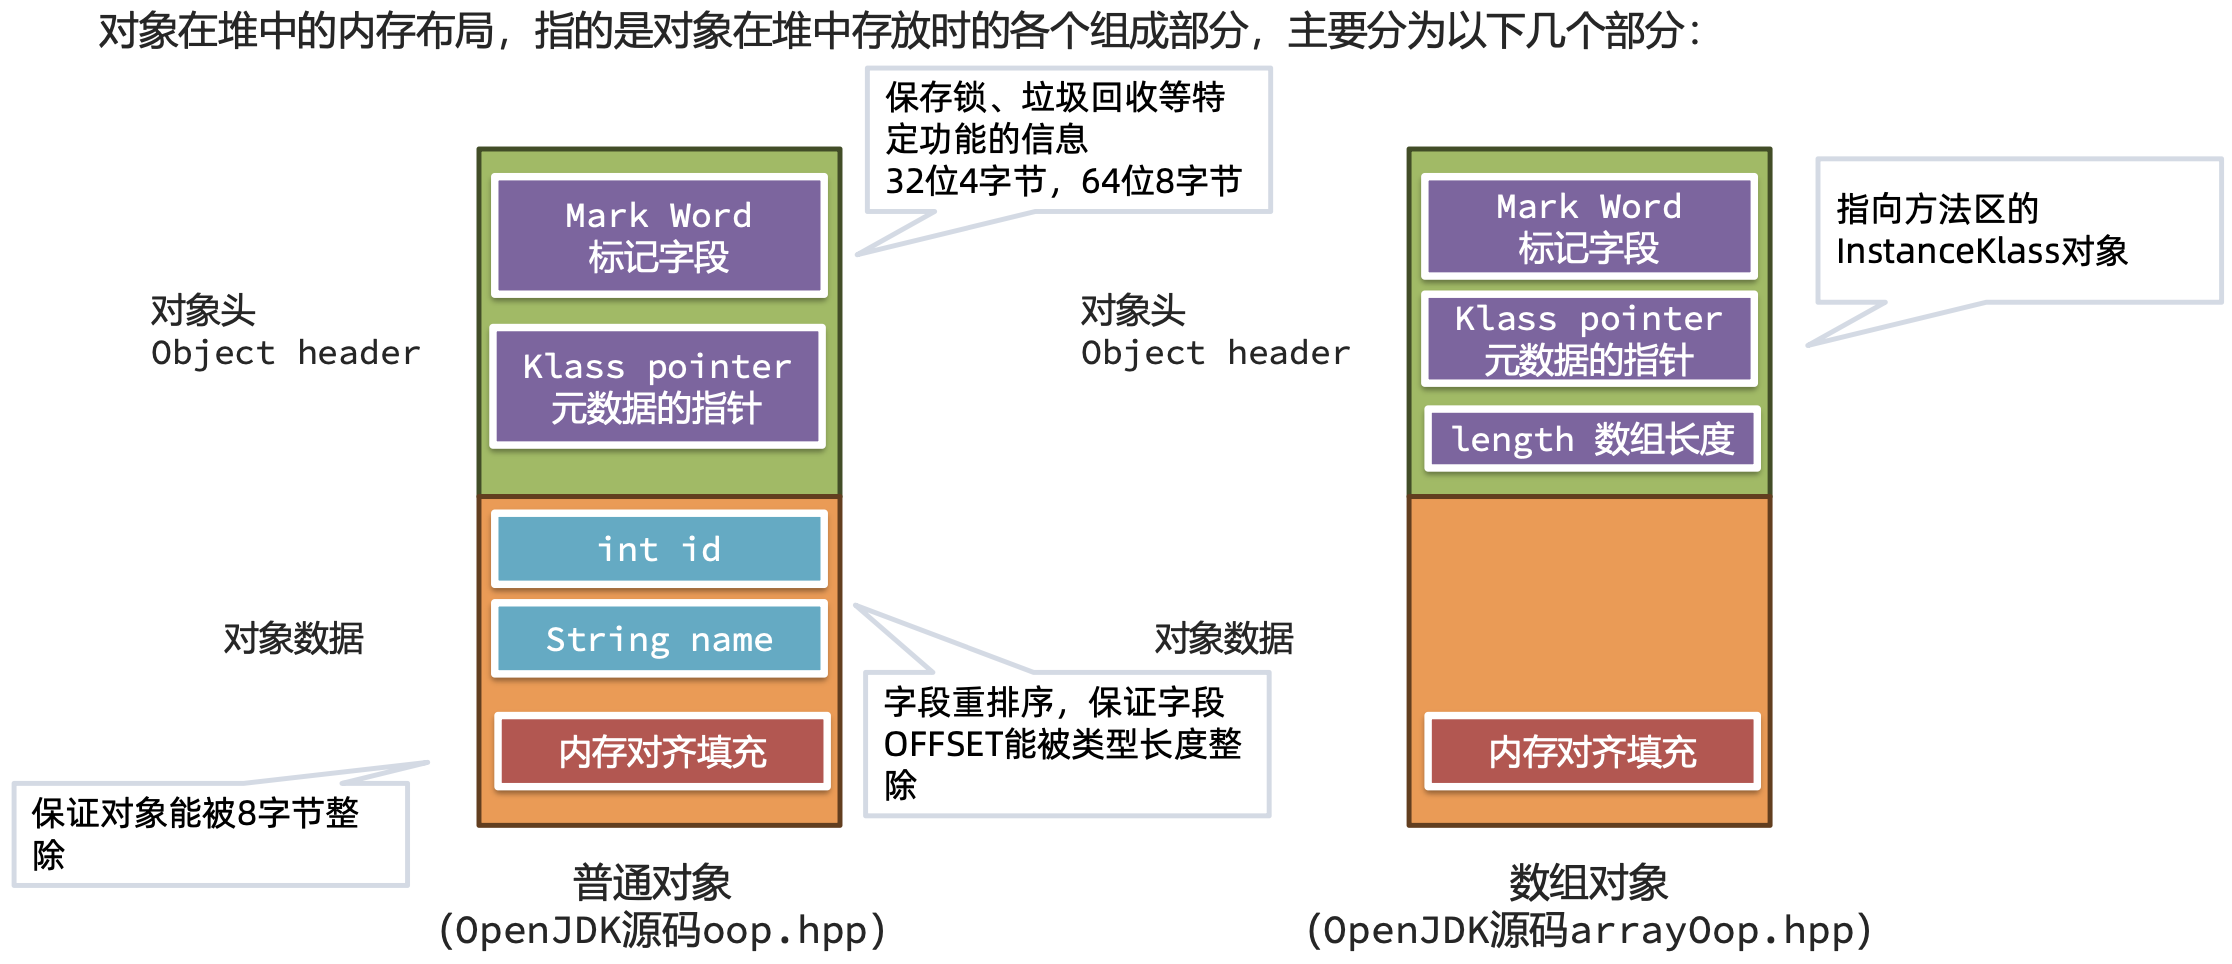 对象在堆中的内存布局，指的是对象在堆中存放时的各个组成部分，主要分为以下几个部分：
保存锁、垃圾回收等特
定功能的信息
32位4字节，64位8字节
Mark Word
标记字段
对象头
Object header
Klass pointer
元数据的指针
int id
String name
对象数据
内存对齐填充
字段重排序，保证字段
OFFSET能被类型长度整
除
保证对象能被8字节整
除
普通对象
（OpenJDK源码oop.hpp）
Mark Word
标记字段
指向方法区的
InstanceKlass对象
对象头
Object header
Klass pointer
元数据的指针
length 数组长度
对象数据
内存对齐填充
数组对象
（OpenJDK源码arrayOop.hpp）